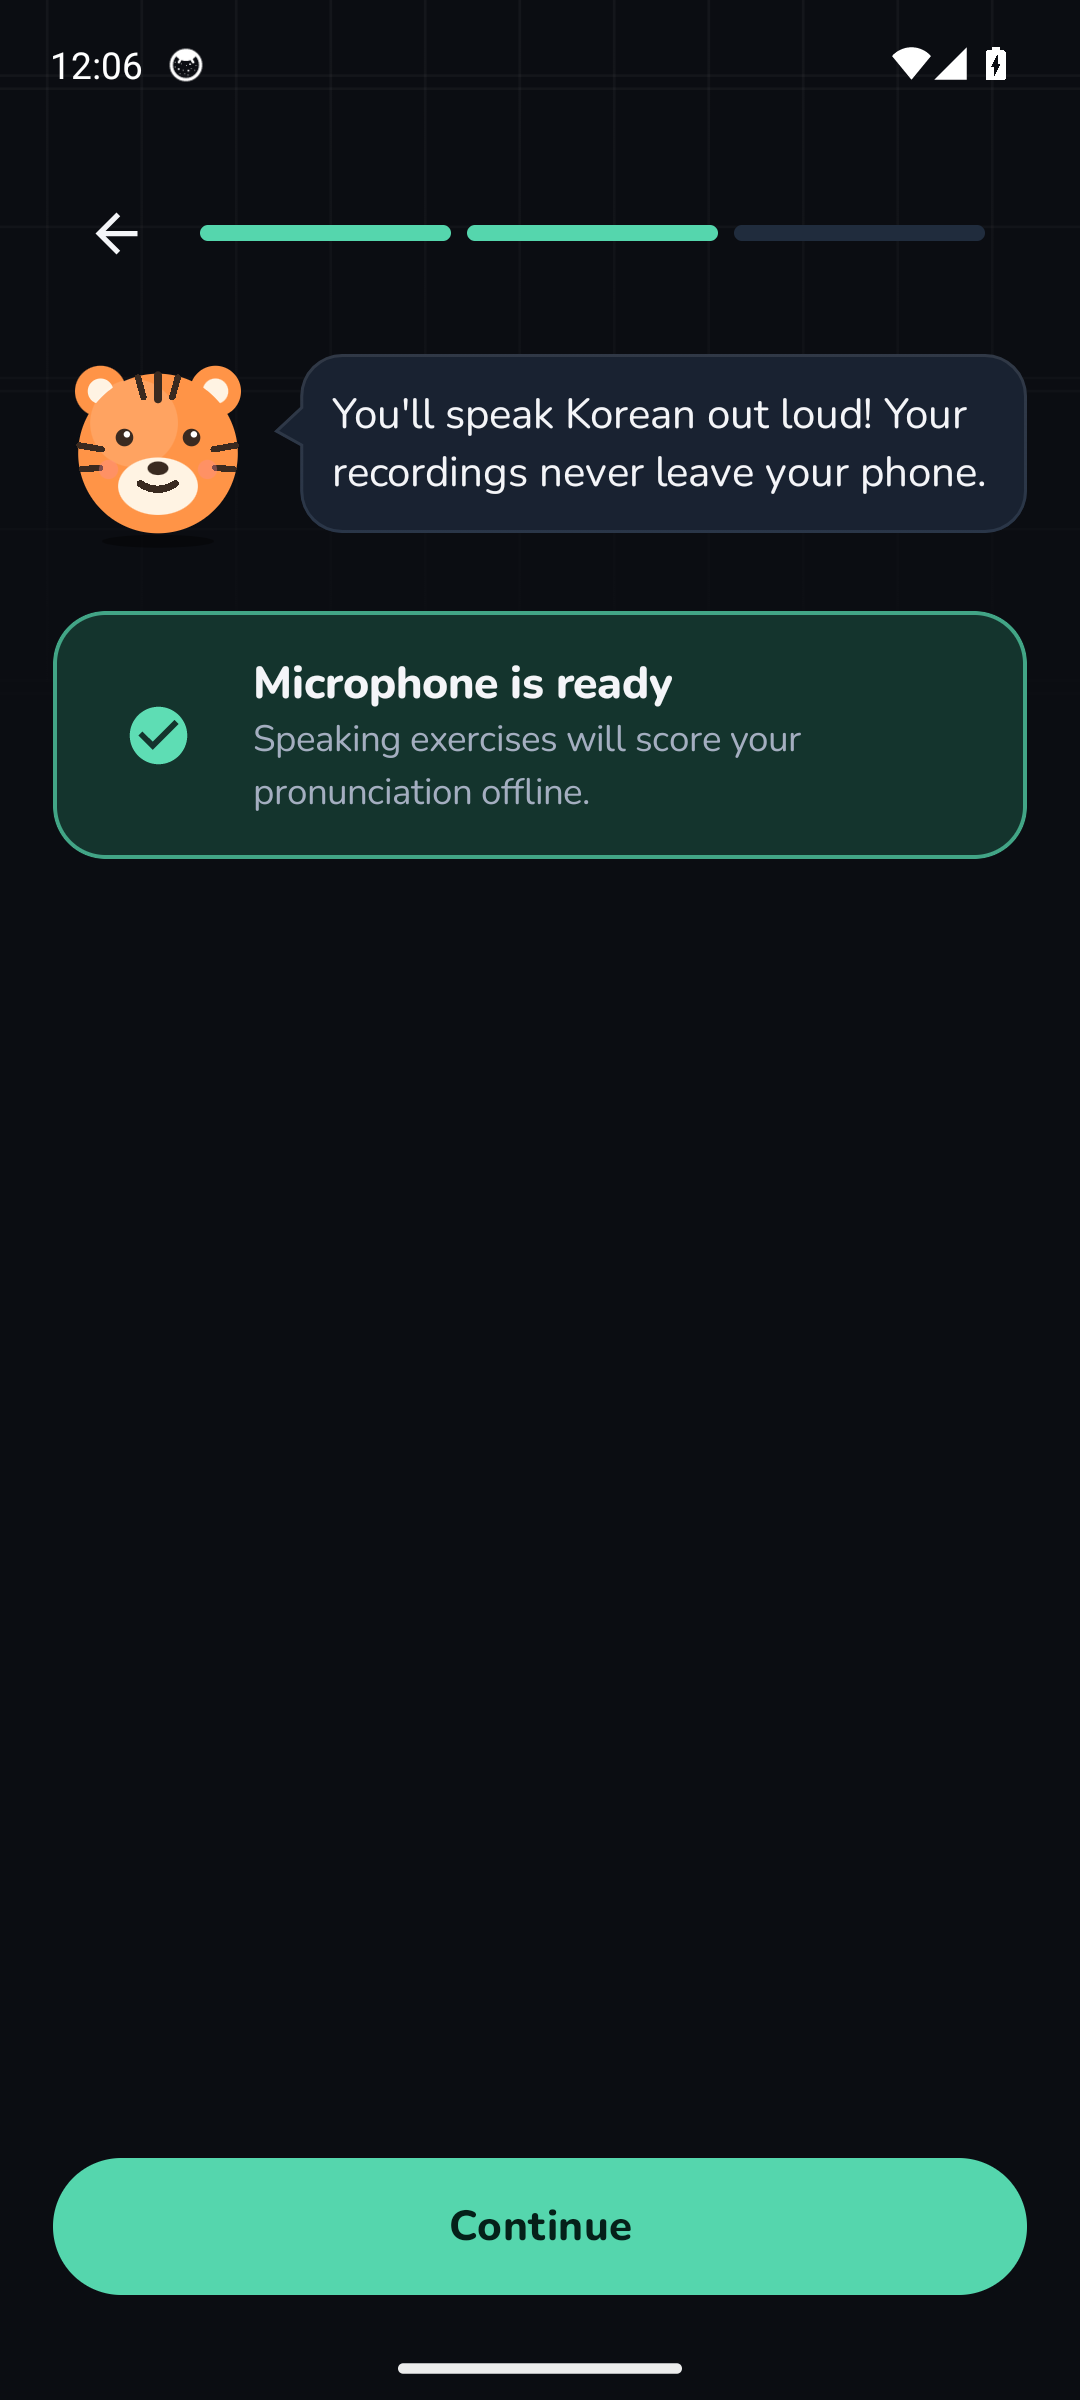 12:06
You'll speak Korean out loud! Your
recordings never leave your phone.
Microphone is ready
Speaking exercises will score your
pronunciation offline.
Continue